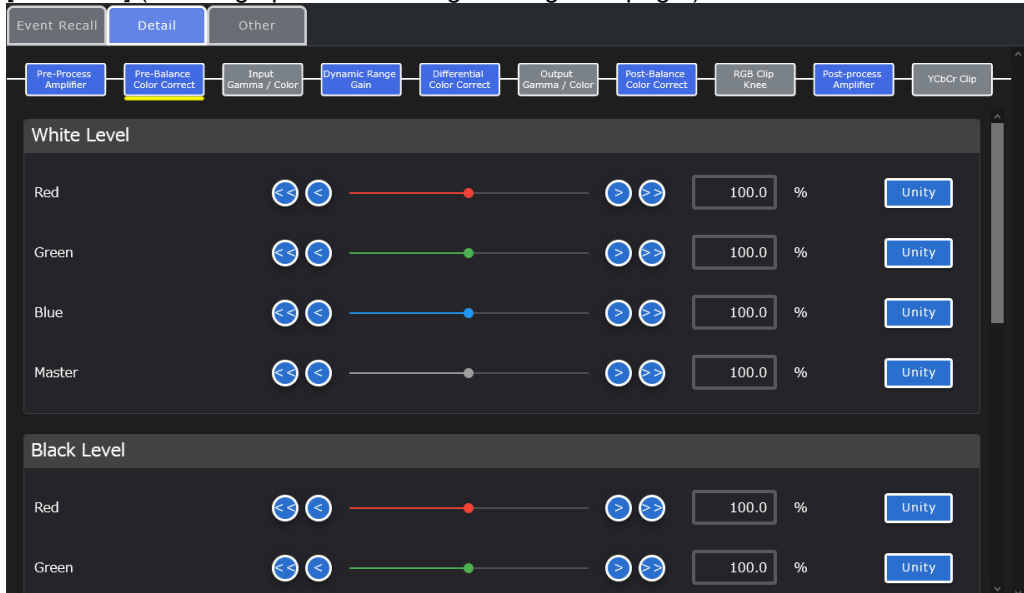 Event Recall Detail Other
Pre-Process Amplifier Pre-Balance Color Correct Input Gamma / Color Dynamic Range Gain Differential Color Correct Output Gamma / Color Post-Balance Color Correct RGB Clip Knee Post-process Amplifier YCbCr Clip
White Level
Red << < > >> 100.0 % Unity
Green << < > >> 100.0 % Unity
Blue << < > >> 100.0 % Unity
Master << < > >> 100.0 % Unity
Black Level
Red << < > >> 100.0 % Unity
Green << < > >> 100.0 % Unity